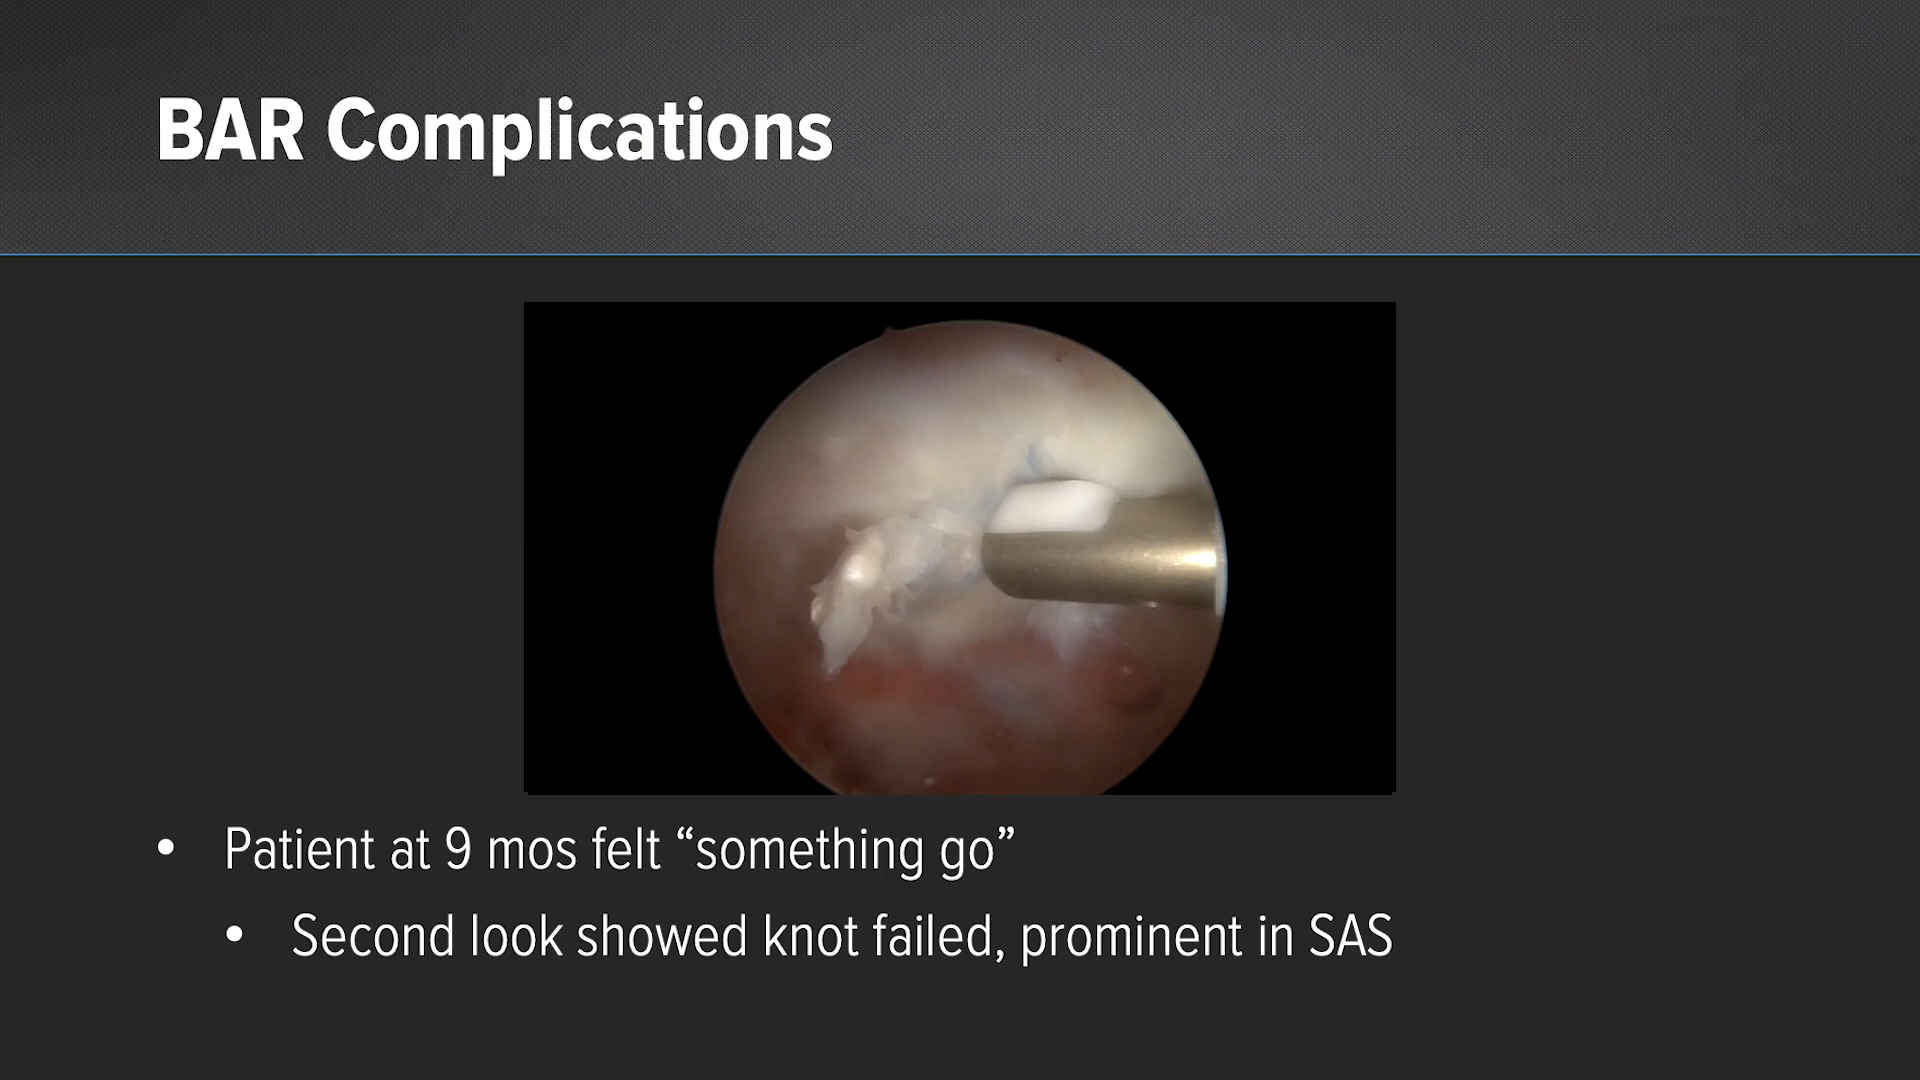 BAR Complications
• Patient at 9 mos felt “something go”
• Second look showed knot failed, prominent in SAS